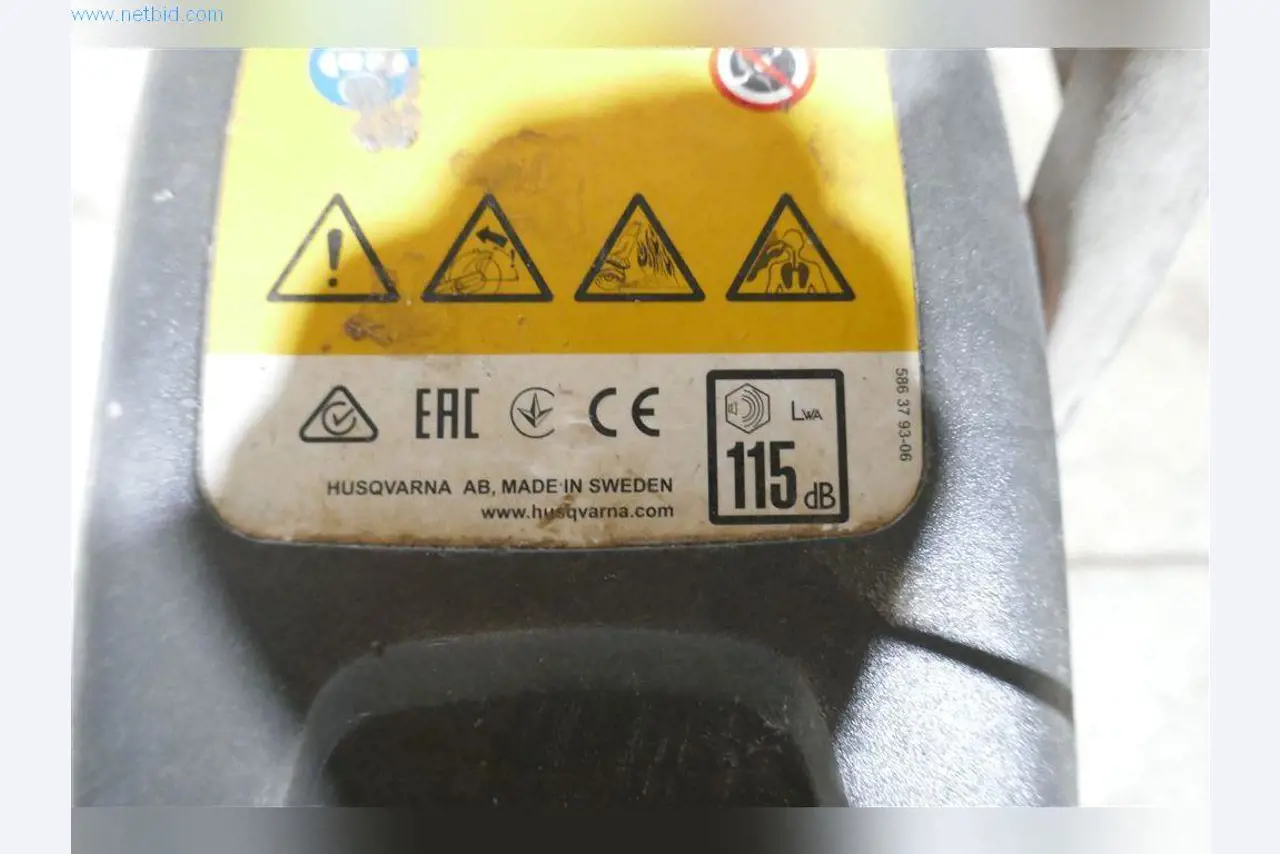 www.netbid.com
EAC
CE
LWA
115 dB
HUSQVARNA AB, MADE IN SWEDEN
www.husqvarna.com
586 37 93-06